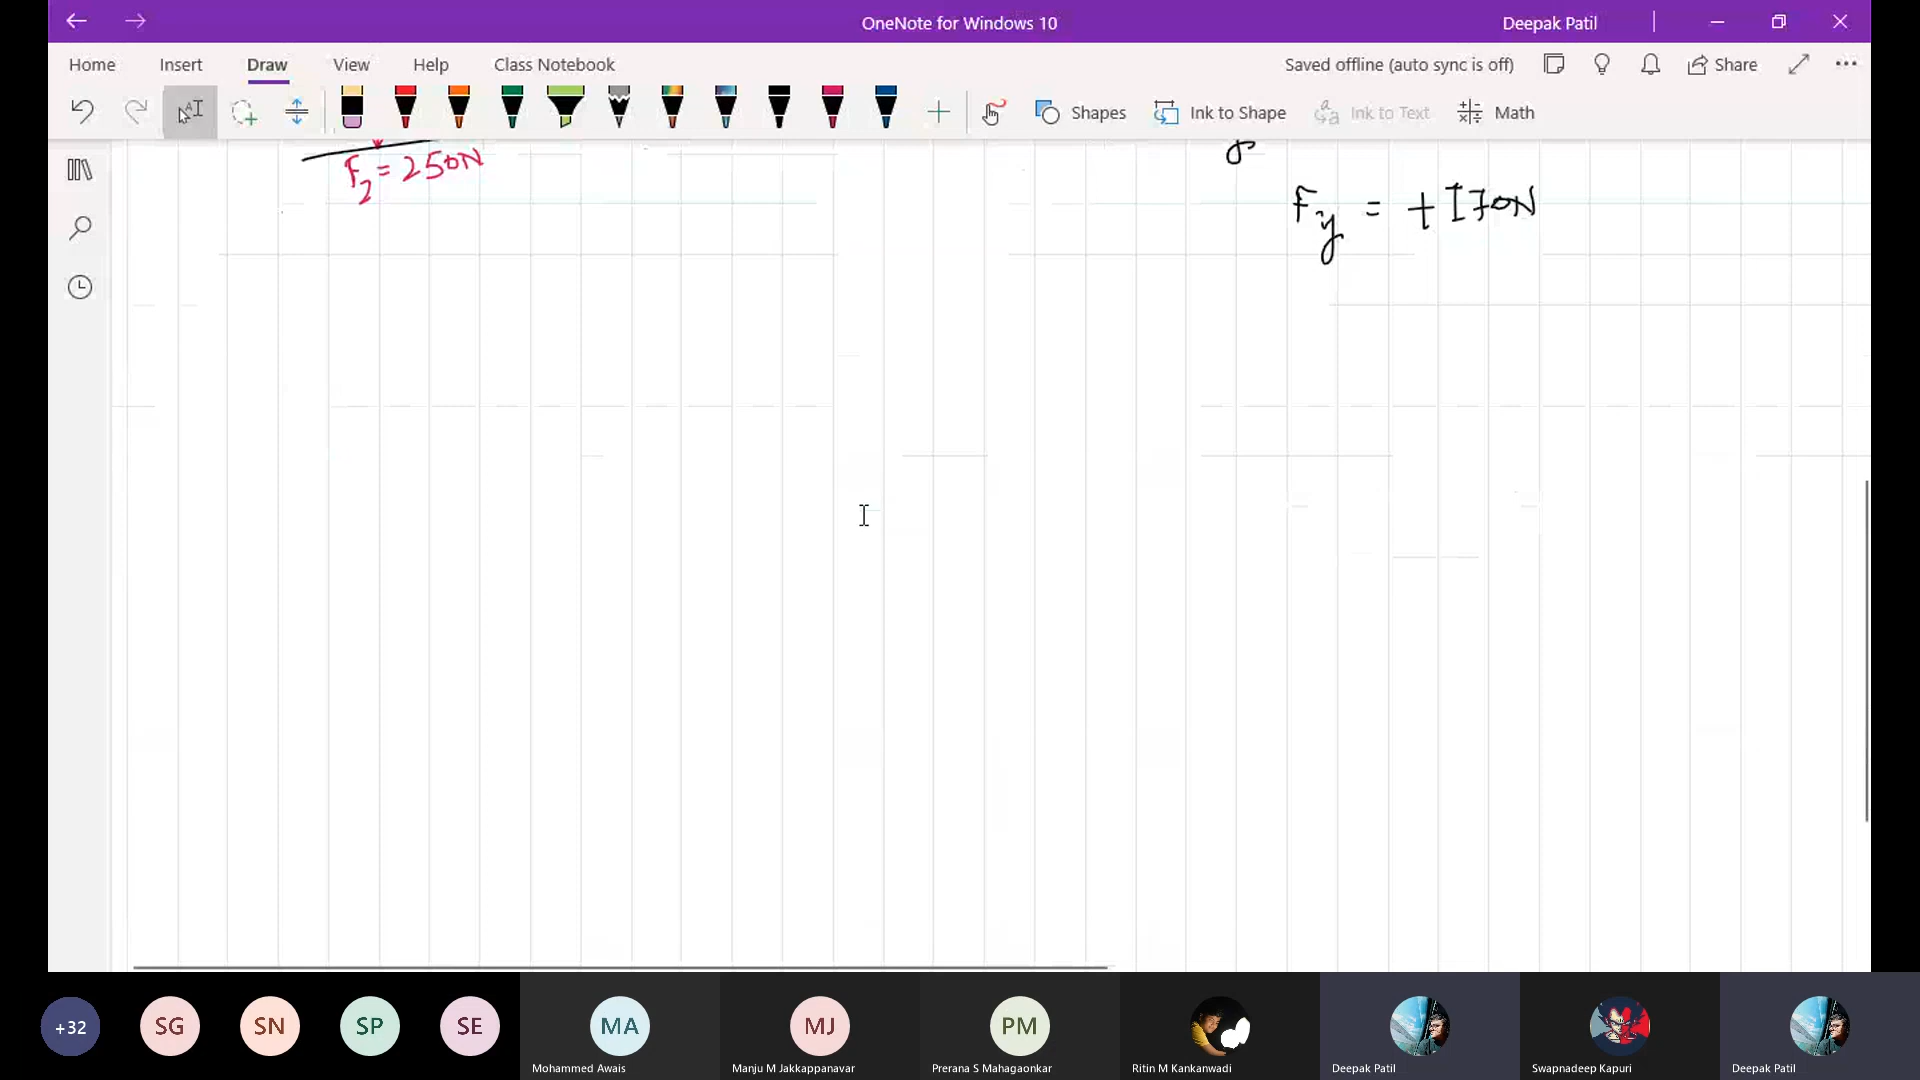 OneNote for Windows 10
Deepak Patil
Home Insert Draw View Help Class Notebook
Saved offline (auto sync is off)
Share
Shapes
Ink to Shape
Ink to Text
Math
F2 = 250N
Fy = +170N
+32
SG
SN
SP
SE
MA
MJ
PM
Mohammed Awais
Manju M Jakkappanavar
Prerana S Mahagaonkar
Ritin M Kankanwadi
Deepak Patil
Swapnadeep Kapuri
Deepak Patil